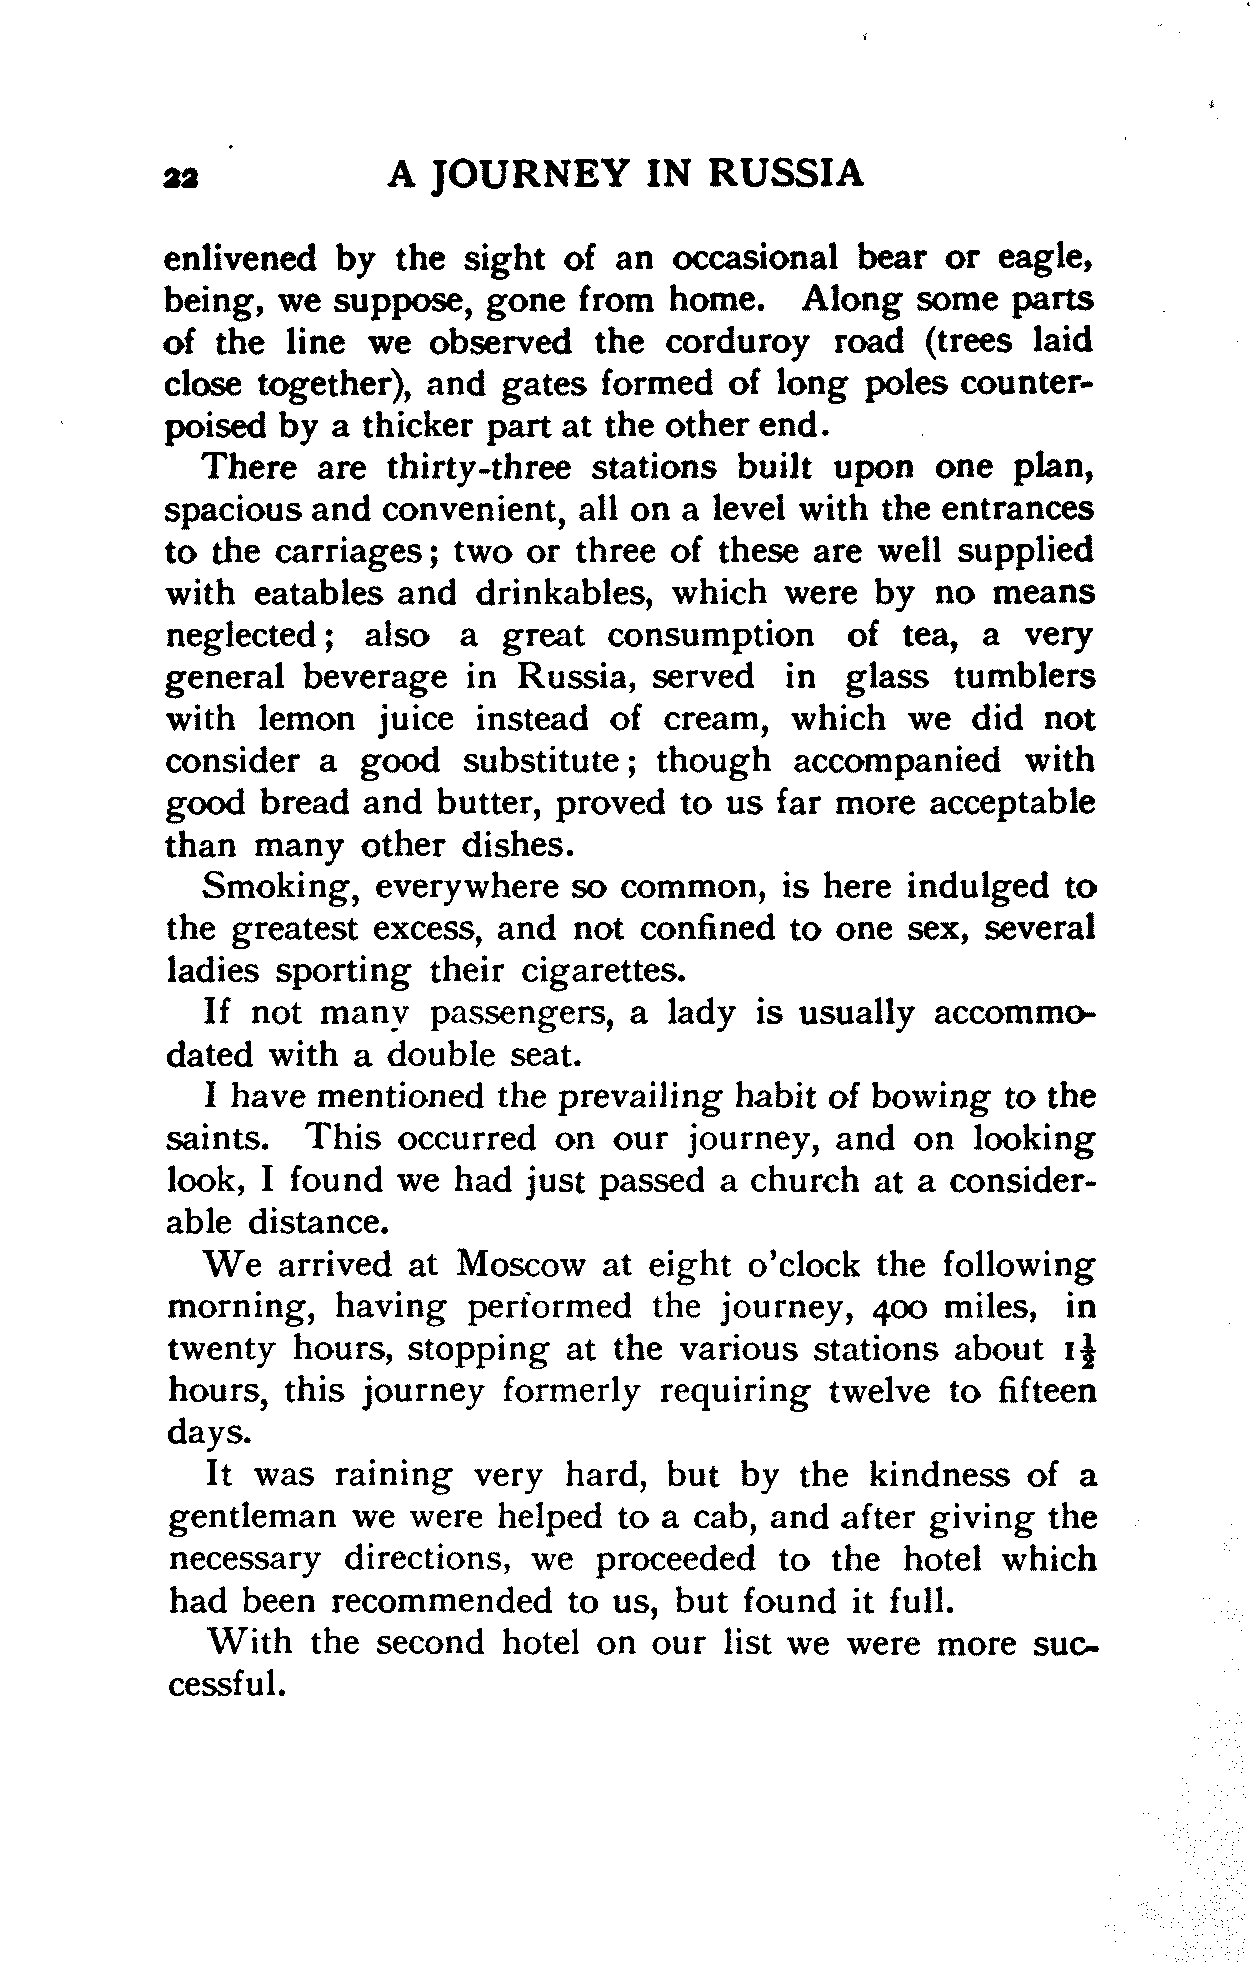 22 A JOURNEY IN RUSSIA
enlivened by the sight of an occasional bear or eagle,
being, we suppose, gone from home. Along some parts
of the line we observed the corduroy road (trees laid
close together), and gates formed of long poles counter-
poised by a thicker part at the other end.
There are thirty-three stations built upon one plan,
spacious and convenient, all on a level with the entrances
to the carriages; two or three of these are well supplied
with eatables and drinkables, which were by no means
neglected; also a great consumption of tea, a very
general beverage in Russia, served in glass tumblers
with lemon juice instead of cream, which we did not
consider a good substitute; though accompanied with
good bread and butter, proved to us far more acceptable
than many other dishes.
Smoking, everywhere so common, is here indulged to
the greatest excess, and not confined to one sex, several
ladies sporting their cigarettes.
If not many passengers, a lady is usually accommo-
dated with a double seat.
I have mentioned the prevailing habit of bowing to the
saints. This occurred on our journey, and on looking
look, I found we had just passed a church at a consider-
able distance.
We arrived at Moscow at eight o'clock the following
morning, having performed the journey, 400 miles, in
twenty hours, stopping at the various stations about 1½
hours, this journey formerly requiring twelve to fifteen
days.
It was raining very hard, but by the kindness of a
gentleman we were helped to a cab, and after giving the
necessary directions, we proceeded to the hotel which
had been recommended to us, but found it full.
With the second hotel on our list we were more suc-
cessful.